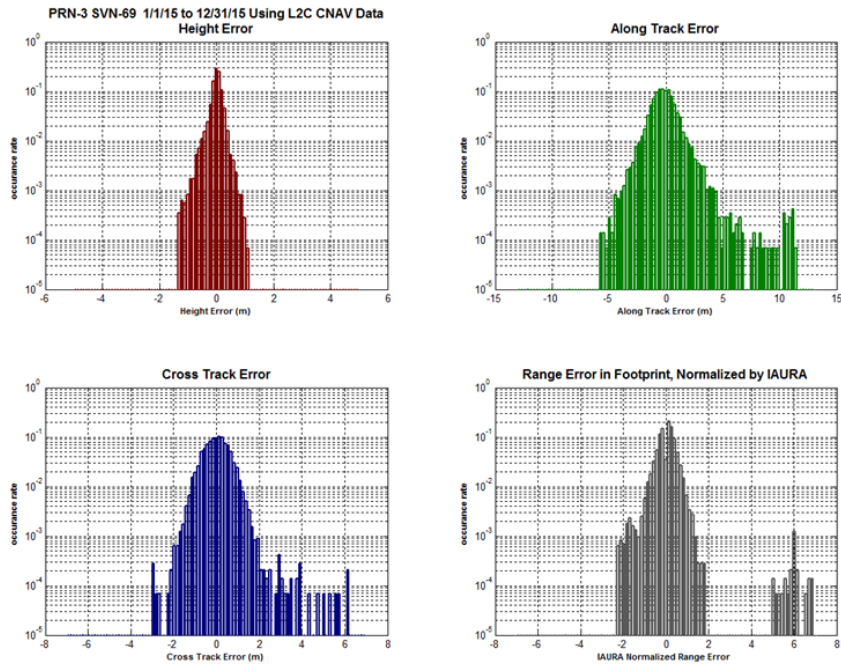 PRN-3 SVN-69 1/1/15 to 12/31/15 Using L2C CNAV Data
Height Error
10^0
10^-1
10^-2
10^-3
10^-4
10^-5
occurance rate
-6 -4 -2 0 2 4 6
Height Error (m)
Along Track Error
10^0
10^-1
10^-2
10^-3
10^-4
10^-5
occurance rate
-15 -10 -5 0 5 10 15
Along Track Error (m)
Cross Track Error
10^0
10^-1
10^-2
10^-3
10^-4
10^-5
occurance rate
-8 -6 -4 -2 0 2 4 6 8
Cross Track Error (m)
Range Error in Footprint, Normalized by IAURA
10^0
10^-1
10^-2
10^-3
10^-4
10^-5
occurance rate
-8 -6 -4 -2 0 2 4 6 8
IAURA Normalized Range Error